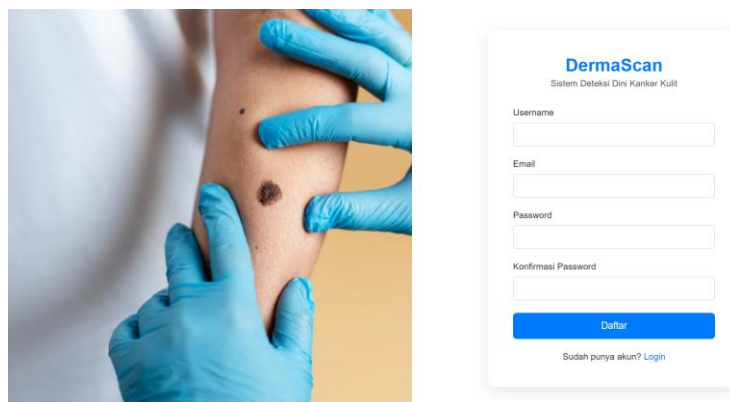 DermaScan
Sistem Deteksi Dini Kanker Kulit
Username
Email
Password
Konfirmasi Password
Daftar
Sudah punya akun? Login